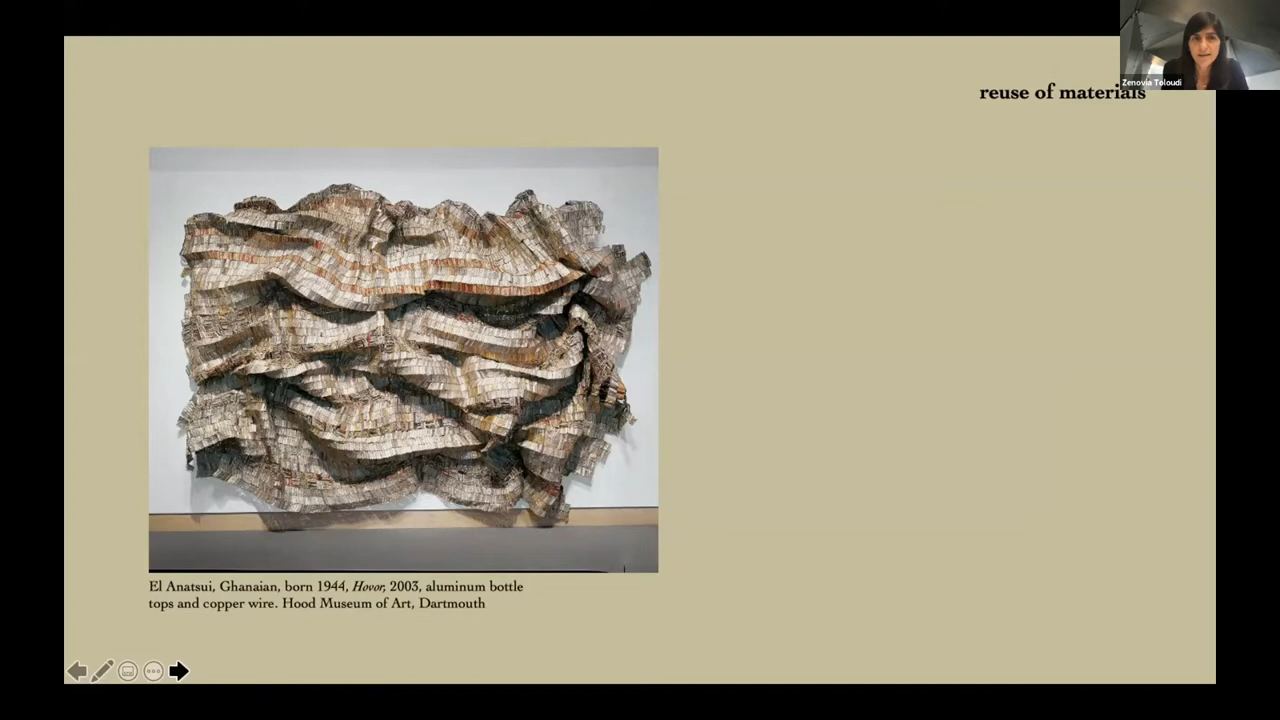 Zenovia Toloudi
reuse of materials
El Anatsui, Ghanaian, born 1944, Hovor, 2003, aluminum bottle
tops and copper wire. Hood Museum of Art, Dartmouth